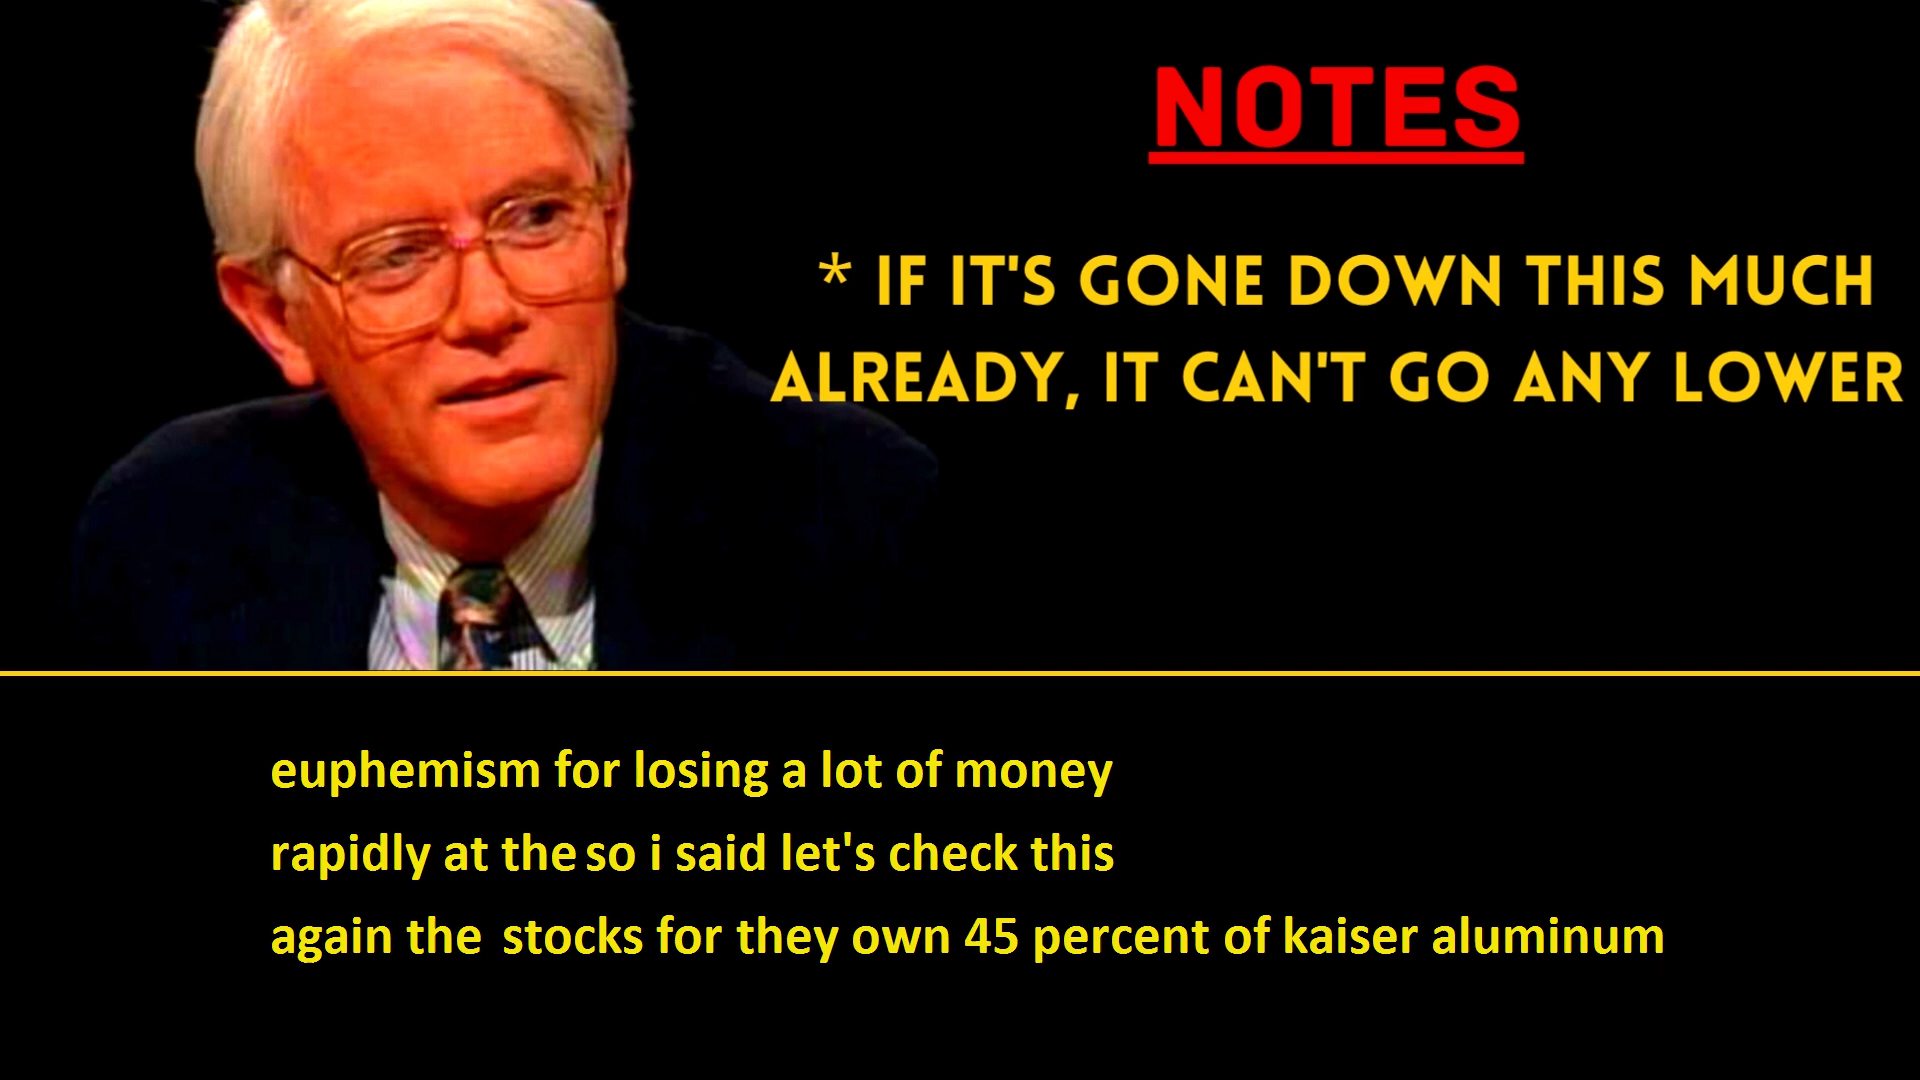 NOTES
* IF IT'S GONE DOWN THIS MUCH
ALREADY, IT CAN'T GO ANY LOWER
euphemism for losing a lot of money
rapidly at the so i said let's check this
again the stocks for they own 45 percent of kaiser aluminum